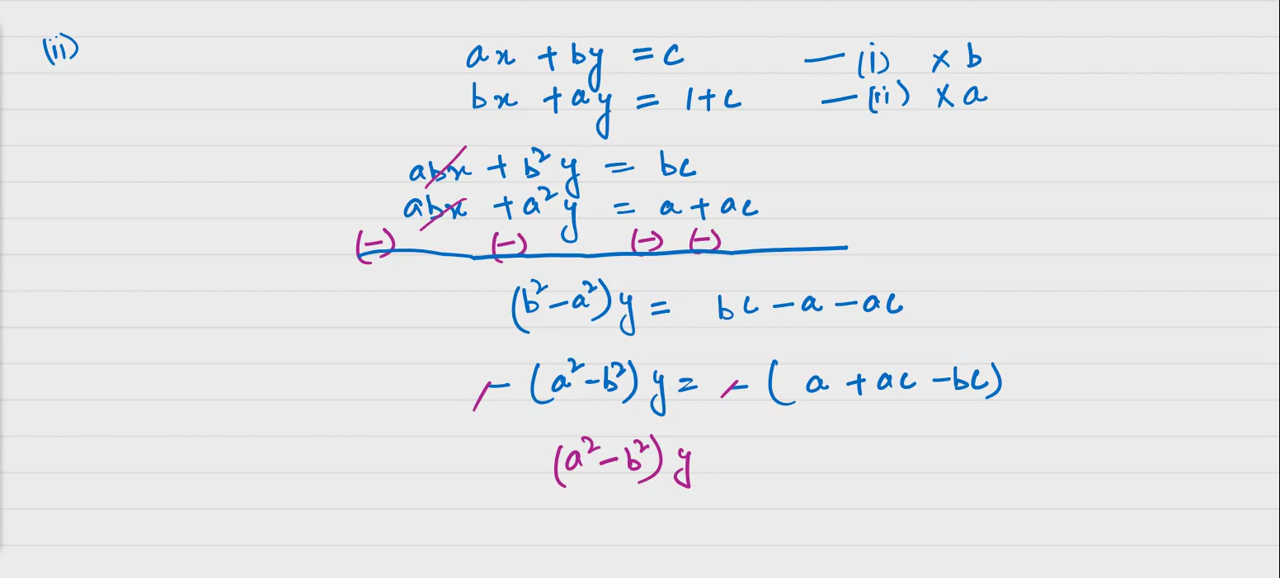 (ii)
ax + by = c — (i) × b
bx + ay = 1+c — (ii) × a
abx + b²y = bc
abx + a²y = a + ac
(-) (-) (-) (-)
(b²-a²)y = bc - a - ac
- (a²-b²)y = - (a + ac - bc)
(a²-b²)y